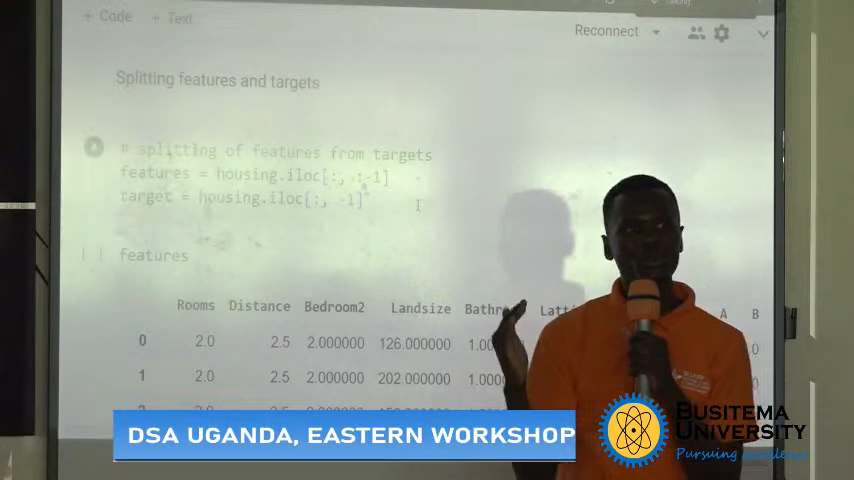 + Code + Text
Reconnect
Splitting features and targets
# splitting of features from targets
features = housing.iloc[:, :-1]
target = housing.iloc[:, -1]
[ ] features
Rooms Distance Bedroom2 Landsize A B
0 2.0 2.5 2.000000 126.000000
1 2.0 2.5 2.000000 202.000000
DSA UGANDA, EASTERN WORKSHOP
BUSITEMA
UNIVERSITY
Pursuing excellence